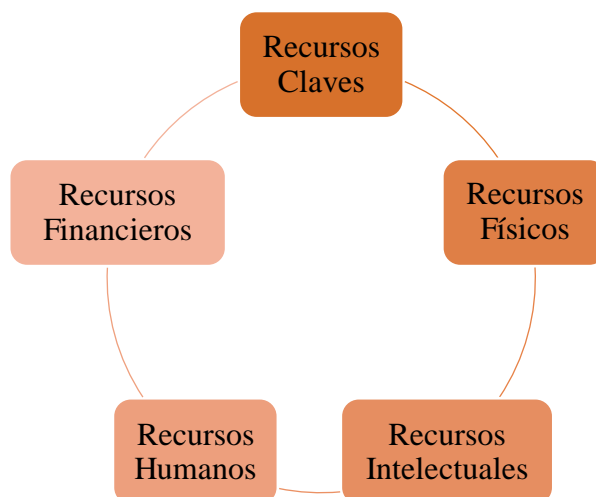 Recursos
Claves
Recursos
Físicos
Recursos
Intelectuales
Recursos
Humanos
Recursos
Financieros